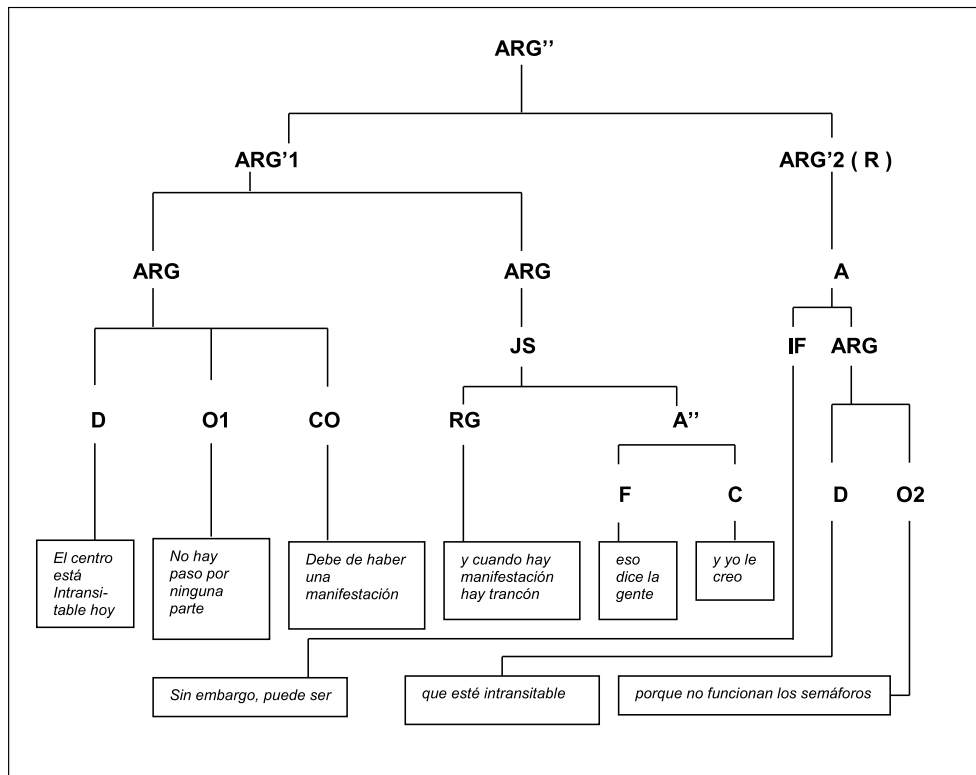 ARG’’
ARG’1
ARG’2 ( R )
ARG
ARG
A
JS
IF
ARG
D
O1
CO
RG
A’’
F
C
D
O2
El centro
está
Intransi-
table hoy
No hay
paso por
ninguna
parte
Debe de haber
una
manifestación
y cuando hay
manifestación
hay trancón
eso
dice la
gente
y yo le
creo
Sin embargo, puede ser
que esté intransitable
porque no funcionan los semáforos